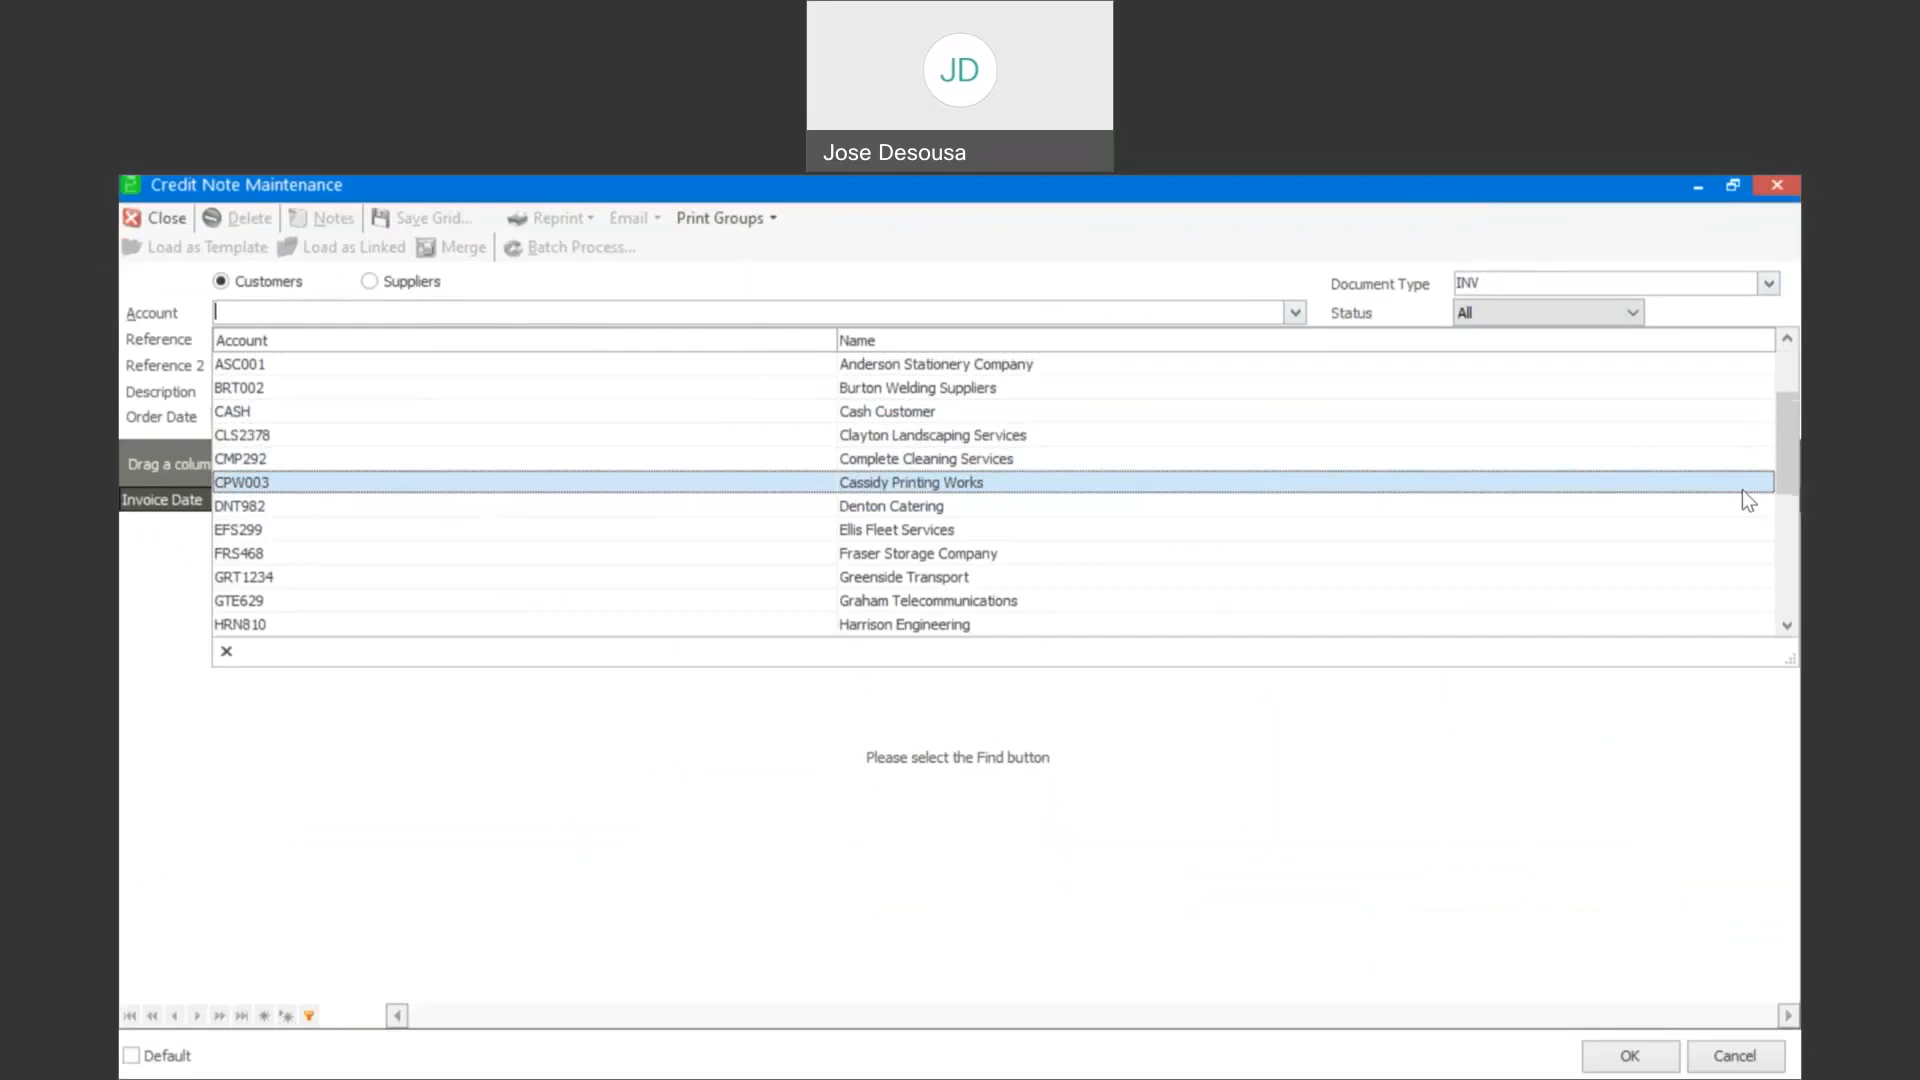 JD
Jose Desousa
Credit Note Maintenance
Close Delete Notes Save Grid... Reprint Email Print Groups
Load as Template Load as Linked Merge Batch Process...
Customers Suppliers
Document Type INV
Account
Status All
Reference
Account Name
Reference 2
ASC001 Anderson Stationery Company
Description
BRT002 Burton Welding Suppliers
Order Date
CASH Cash Customer
CLS2378 Clayton Landscaping Services
Drag a colum
CMP292 Complete Cleaning Services
CPW003 Cassidy Printing Works
Invoice Date
DNT982 Denton Catering
EFS299 Ellis Fleet Services
FRS468 Fraser Storage Company
GRT1234 Greenside Transport
GTE629 Graham Telecommunications
HRN810 Harrison Engineering
Please select the Find button
Default
OK Cancel